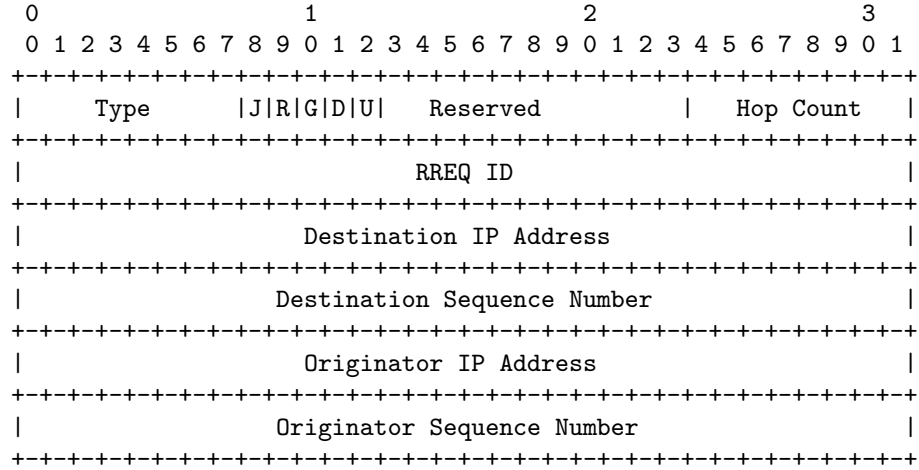 0                   1                   2                   3
 0 1 2 3 4 5 6 7 8 9 0 1 2 3 4 5 6 7 8 9 0 1 2 3 4 5 6 7 8 9 0 1
+-+-+-+-+-+-+-+-+-+-+-+-+-+-+-+-+-+-+-+-+-+-+-+-+-+-+-+-+-+-+-+-+
|     Type      |J|R|G|D|U|   Reserved          |   Hop Count   |
+-+-+-+-+-+-+-+-+-+-+-+-+-+-+-+-+-+-+-+-+-+-+-+-+-+-+-+-+-+-+-+-+
|                            RREQ ID                            |
+-+-+-+-+-+-+-+-+-+-+-+-+-+-+-+-+-+-+-+-+-+-+-+-+-+-+-+-+-+-+-+-+
|                    Destination IP Address                     |
+-+-+-+-+-+-+-+-+-+-+-+-+-+-+-+-+-+-+-+-+-+-+-+-+-+-+-+-+-+-+-+-+
|                  Destination Sequence Number                  |
+-+-+-+-+-+-+-+-+-+-+-+-+-+-+-+-+-+-+-+-+-+-+-+-+-+-+-+-+-+-+-+-+
|                    Originator IP Address                      |
+-+-+-+-+-+-+-+-+-+-+-+-+-+-+-+-+-+-+-+-+-+-+-+-+-+-+-+-+-+-+-+-+
|                  Originator Sequence Number                   |
+-+-+-+-+-+-+-+-+-+-+-+-+-+-+-+-+-+-+-+-+-+-+-+-+-+-+-+-+-+-+-+-+